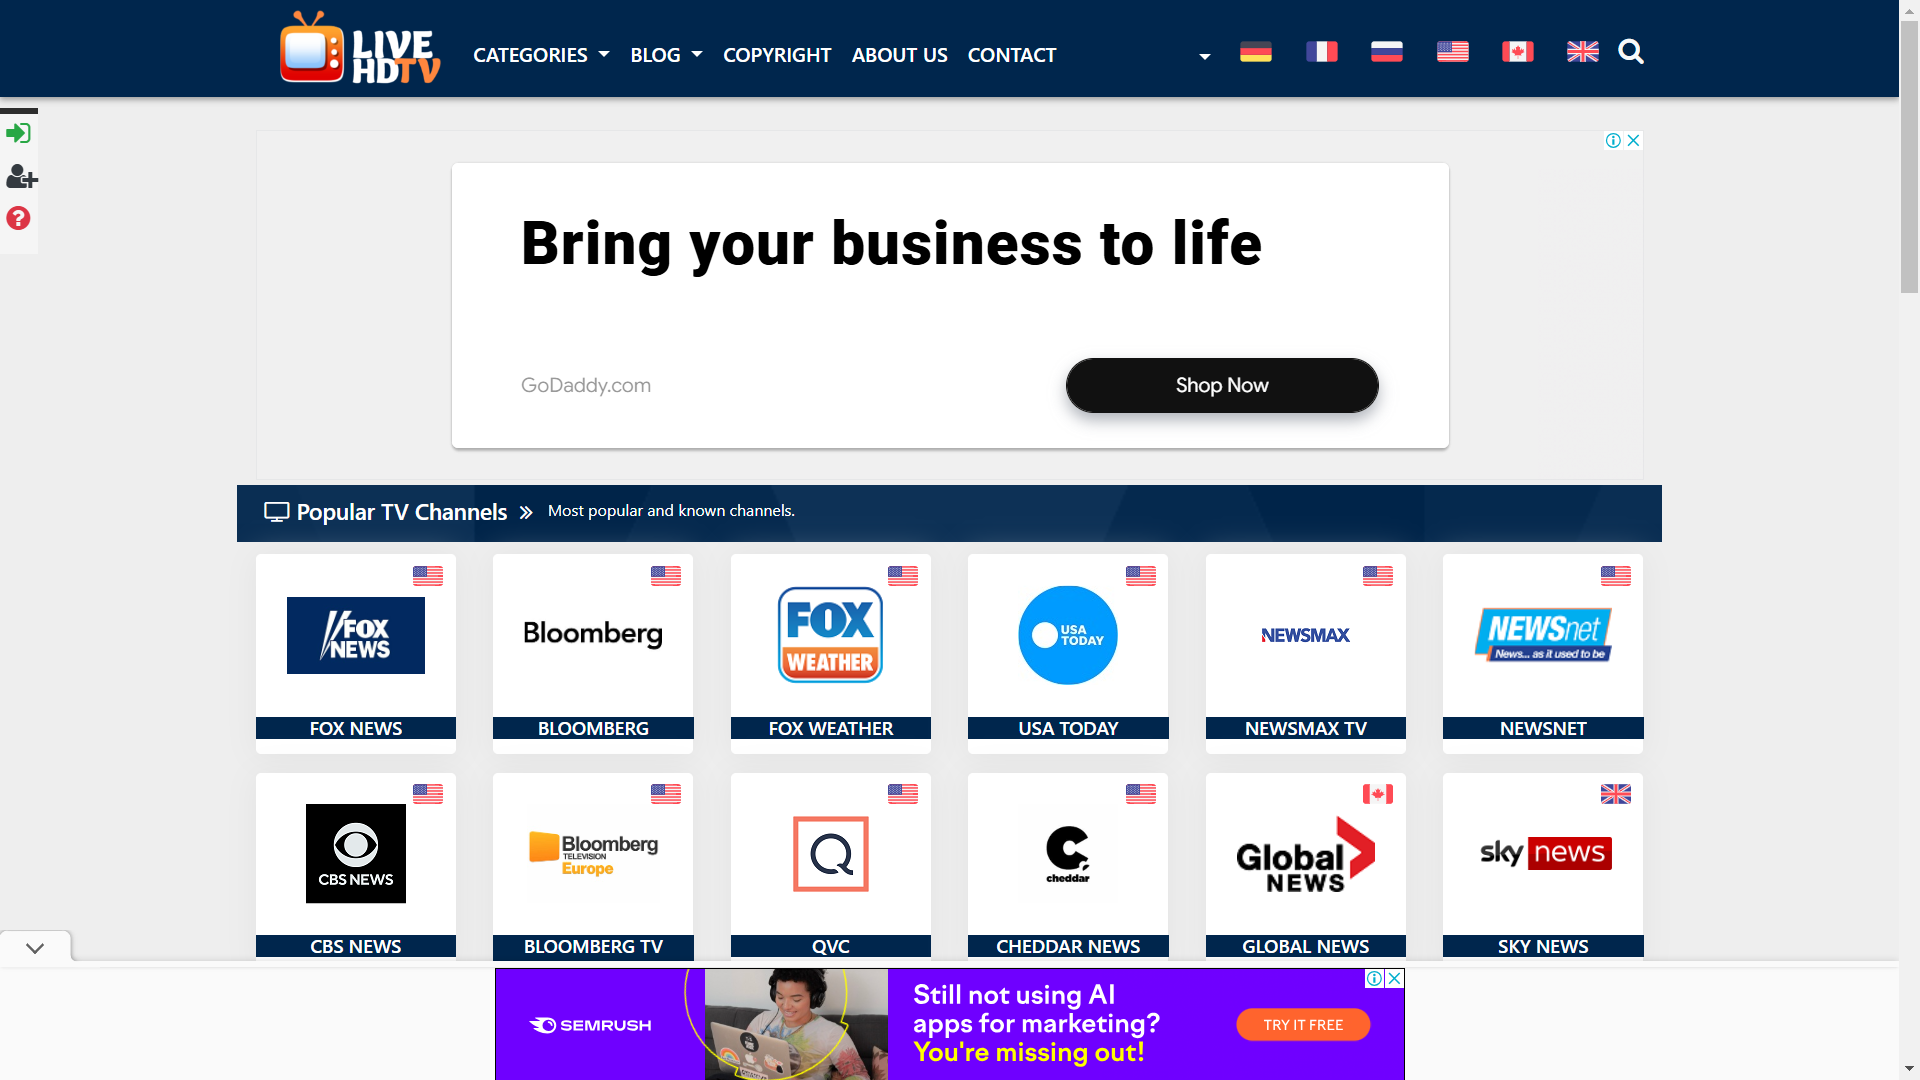 LIVE
HDTV
CATEGORIES
BLOG
COPYRIGHT
ABOUT US
CONTACT
Bring your business to life
GoDaddy.com
Shop Now
Popular TV Channels
Most popular and known channels.
FOX
NEWS
Bloomberg
FOX
WEATHER
USA
TODAY
NEWSMAX
NEWSnet
News... as it used to be
FOX NEWS
BLOOMBERG
FOX WEATHER
USA TODAY
NEWSMAX TV
NEWSNET
CBS NEWS
Bloomberg
TELEVISION
Europe
Q
cheddar
Global
NEWS
sky news
CBS NEWS
BLOOMBERG TV
QVC
CHEDDAR NEWS
GLOBAL NEWS
SKY NEWS
SEMRUSH
Still not using AI
apps for marketing?
You're missing out!
TRY IT FREE